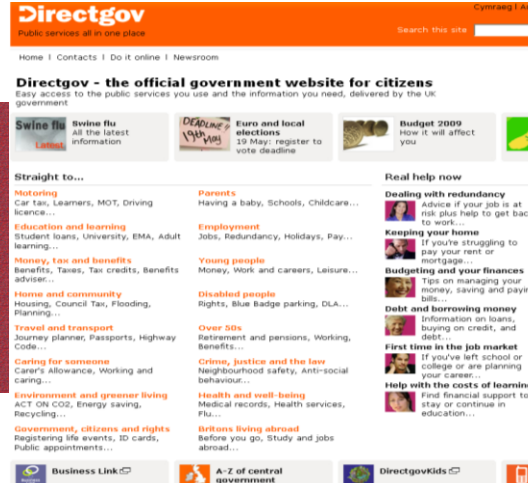 Directgov
Public services all in one place
Cymraeg |
Search this site
Home | Contacts | Do it online | Newsroom
Directgov - the official government website for citizens
Easy access to the public services you use and the information you need, delivered by the UK
government
Swine flu
Latest
Swine flu
All the latest
information
DEADLINE
19th May
Euro and local
elections
19 May: register to
vote deadline
Budget 2009
How it will affect
you
Straight to...
Motoring
Car tax, Learners, MOT, Driving
licence...
Education and learning
Student loans, University, EMA, Adult
learning...
Money, tax and benefits
Benefits, Taxes, Tax credits, Benefits
adviser...
Home and community
Housing, Council Tax, Flooding,
Planning...
Travel and transport
Journey planner, Passports, Highway
Code...
Caring for someone
Carer's Allowance, Working and
caring...
Environment and greener living
ACT ON CO2, Energy saving,
Recycling...
Government, citizens and rights
Registering life events, ID cards,
Public appointments...
Parents
Having a baby, Schools, Childcare...
Employment
Jobs, Redundancy, Holidays, Pay...
Young people
Money, Work and careers, Leisure...
Disabled people
Rights, Blue Badge parking, DLA...
Over 50s
Retirement and pensions, Working,
Benefits...
Crime, justice and the law
Neighbourhood safety, Anti-social
behaviour...
Health and well-being
Medical records, Health services,
Flu...
Britons living abroad
Before you go, Study and jobs
abroad...
Real help now
Dealing with redundancy
Advice if your job is at
risk plus help to get back
to work...
Keeping your home
If you're struggling to
pay your rent or
mortgage...
Budgeting and your finances
Tips on managing your
money, saving and payin
bills...
Debt and borrowing money
Information on loans,
buying on credit, and
debt...
First time in the job market
If you've left school or
college or are planning
your career...
Help with the costs of learning
Find financial support to
stay or continue in
education...
Business Link
A-Z of central
government
DirectgovKids